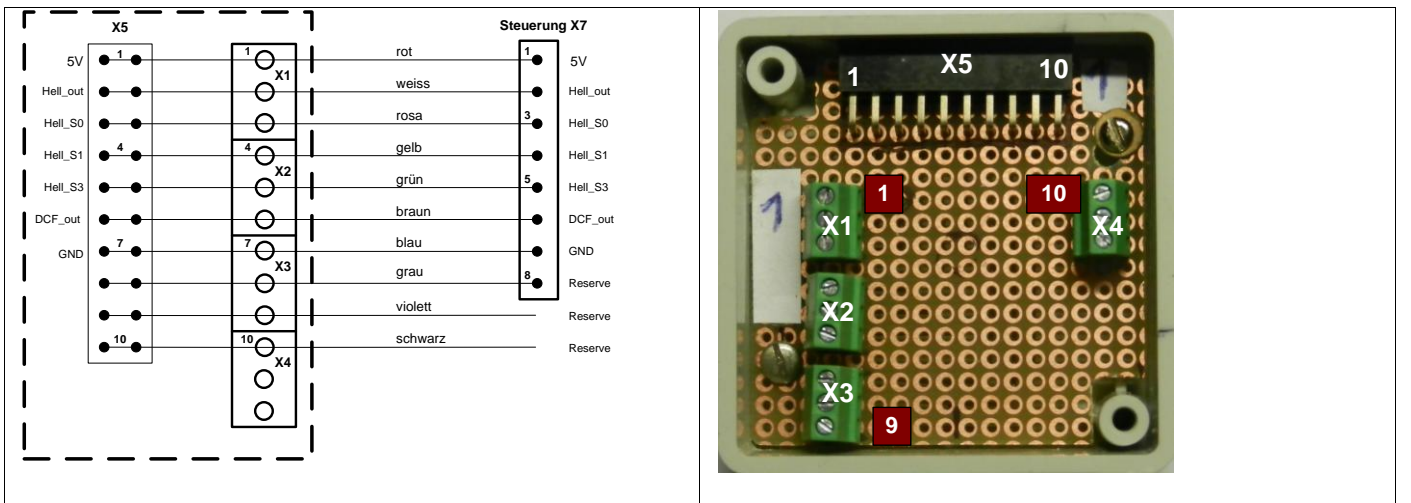 X5 Steuerung X7
5V 1 1 X1 rot 1 5V
Hell_out weiss Hell_out
Hell_S0 rosa 3 Hell_S0
Hell_S1 4 4 X2 gelb Hell_S1
Hell_S3 grün 5 Hell_S3
DCF_out braun DCF_out
GND 7 7 X3 blau GND
grau 8 Reserve
violett Reserve
10 10 X4 schwarz Reserve
1 X5 10
1
1
X1 1 10 X4
X2
X3
9